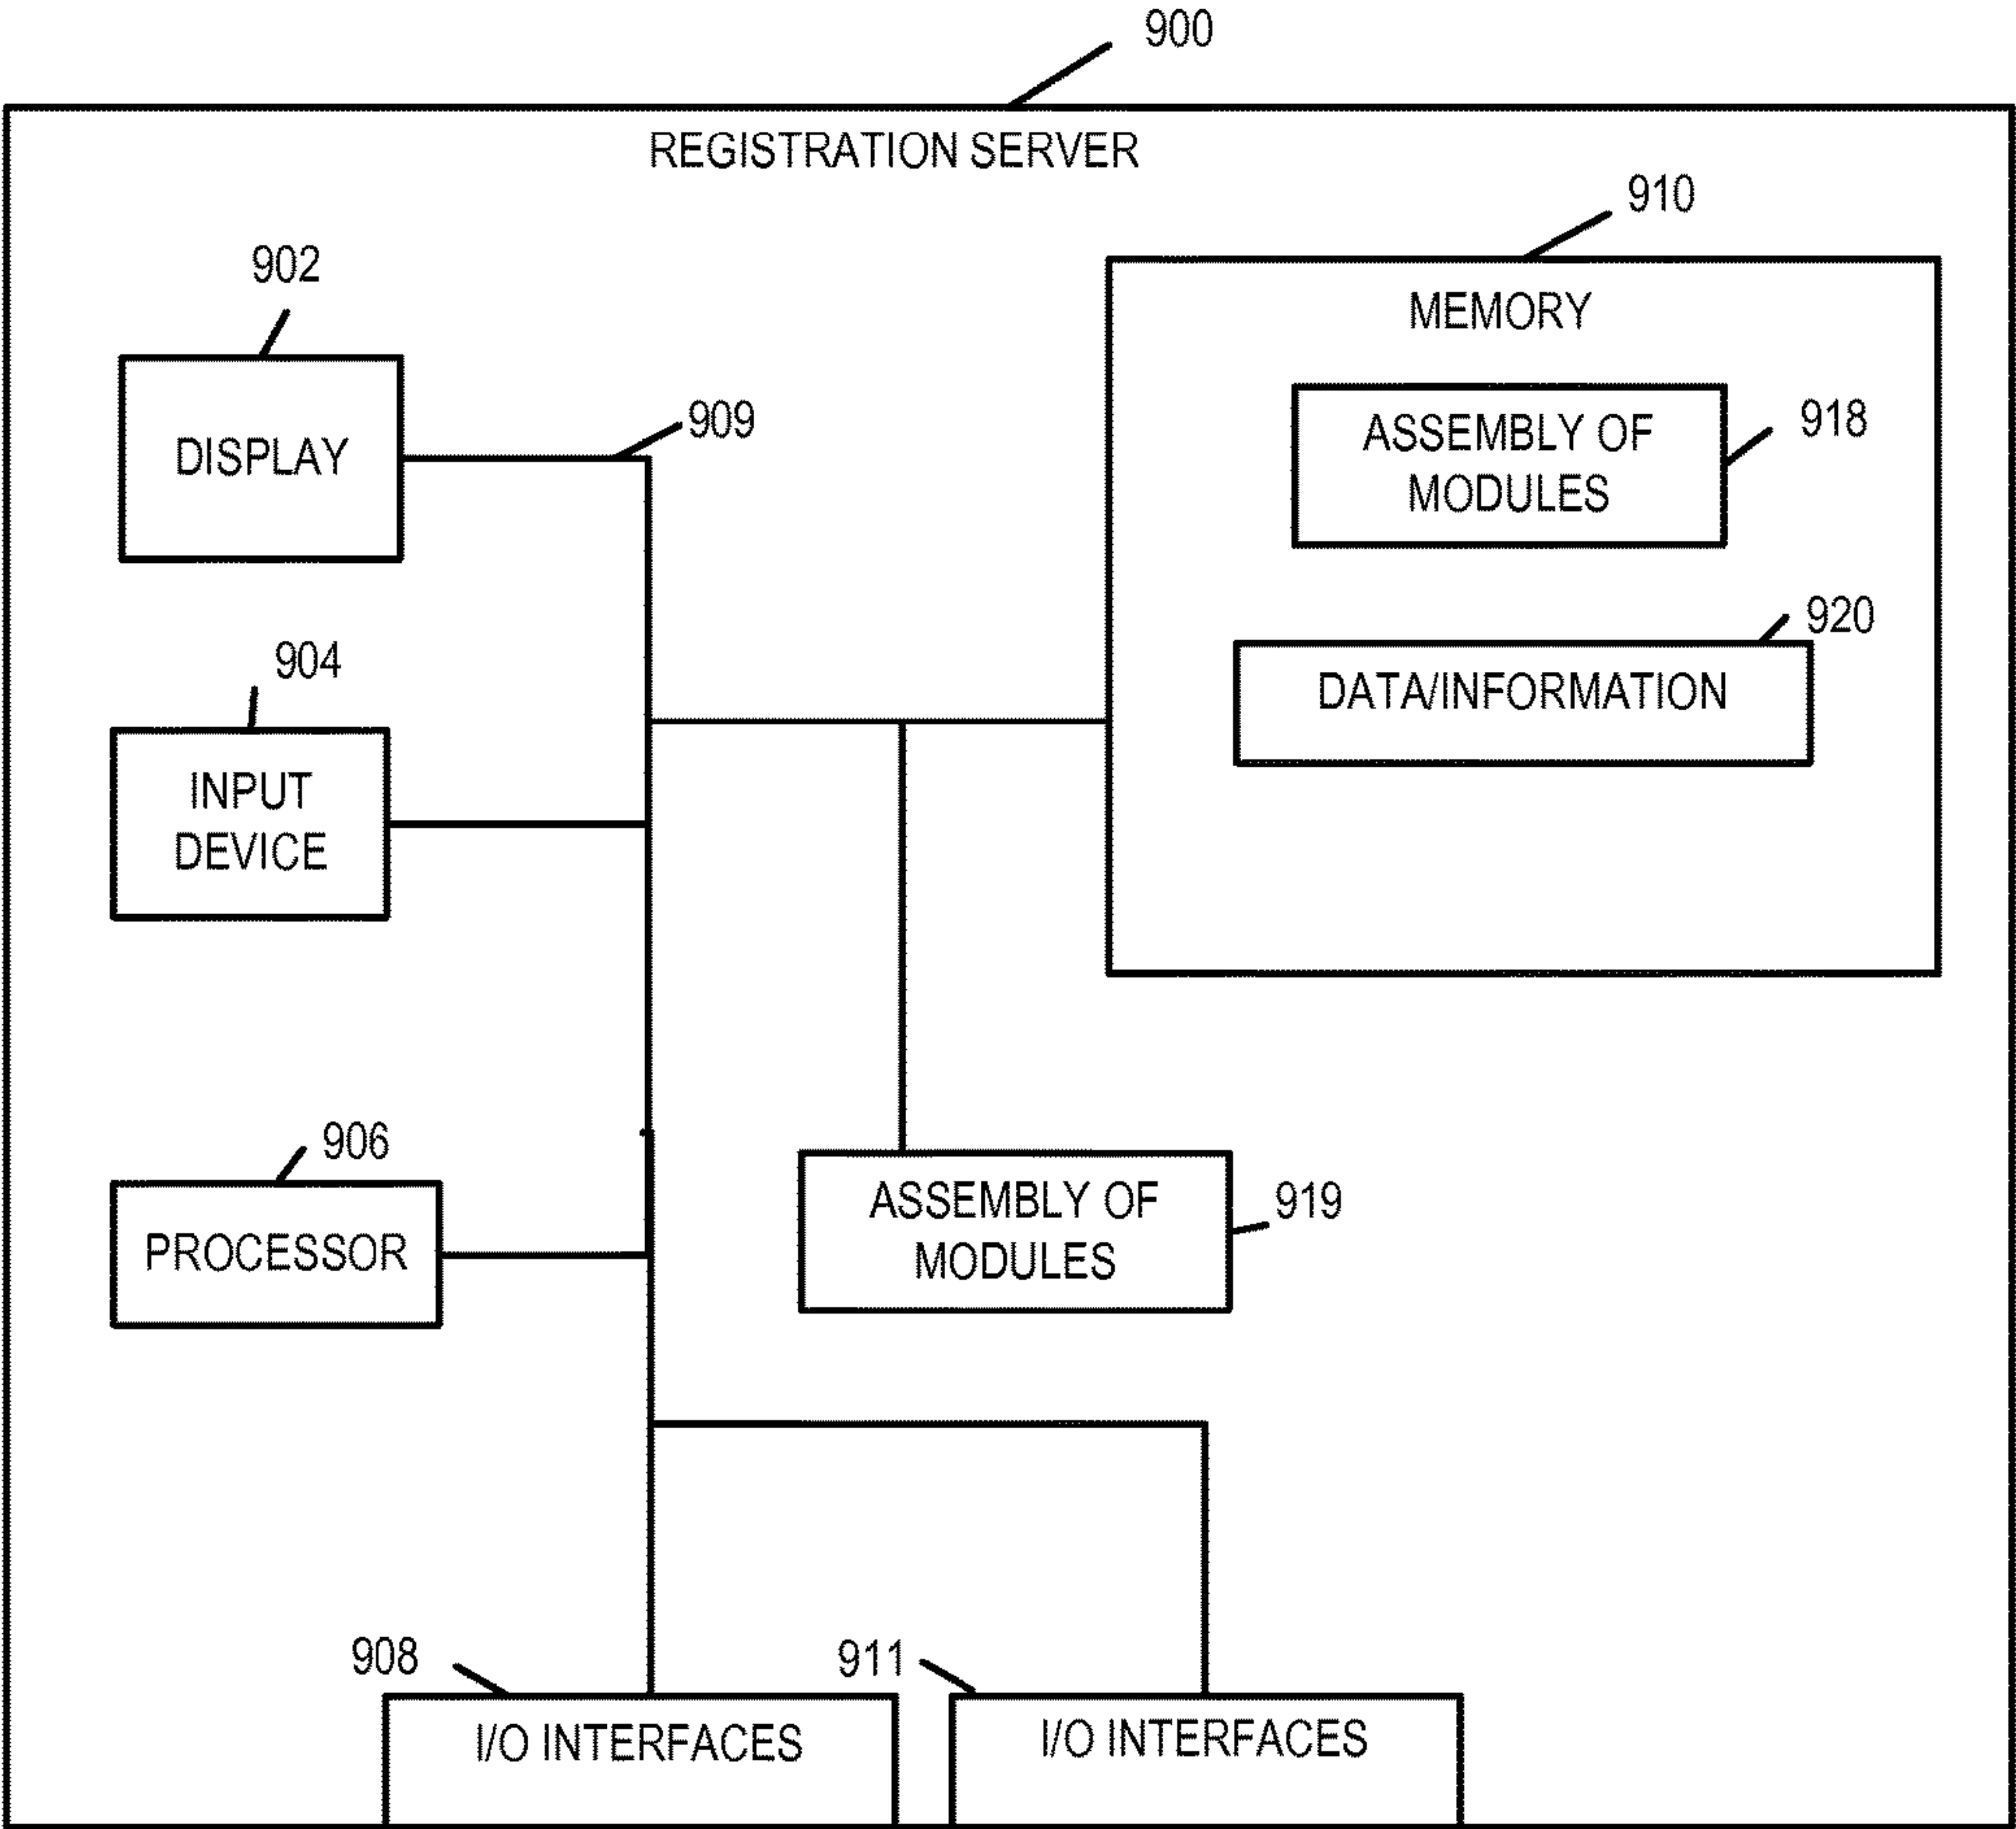 900
REGISTRATION SERVER
910
902
MEMORY
909
DISPLAY
918
ASSEMBLY OF
MODULES
920
904
DATA/INFORMATION
INPUT
DEVICE
906
PROCESSOR
919
ASSEMBLY OF
MODULES
908
I/O INTERFACES
911
I/O INTERFACES